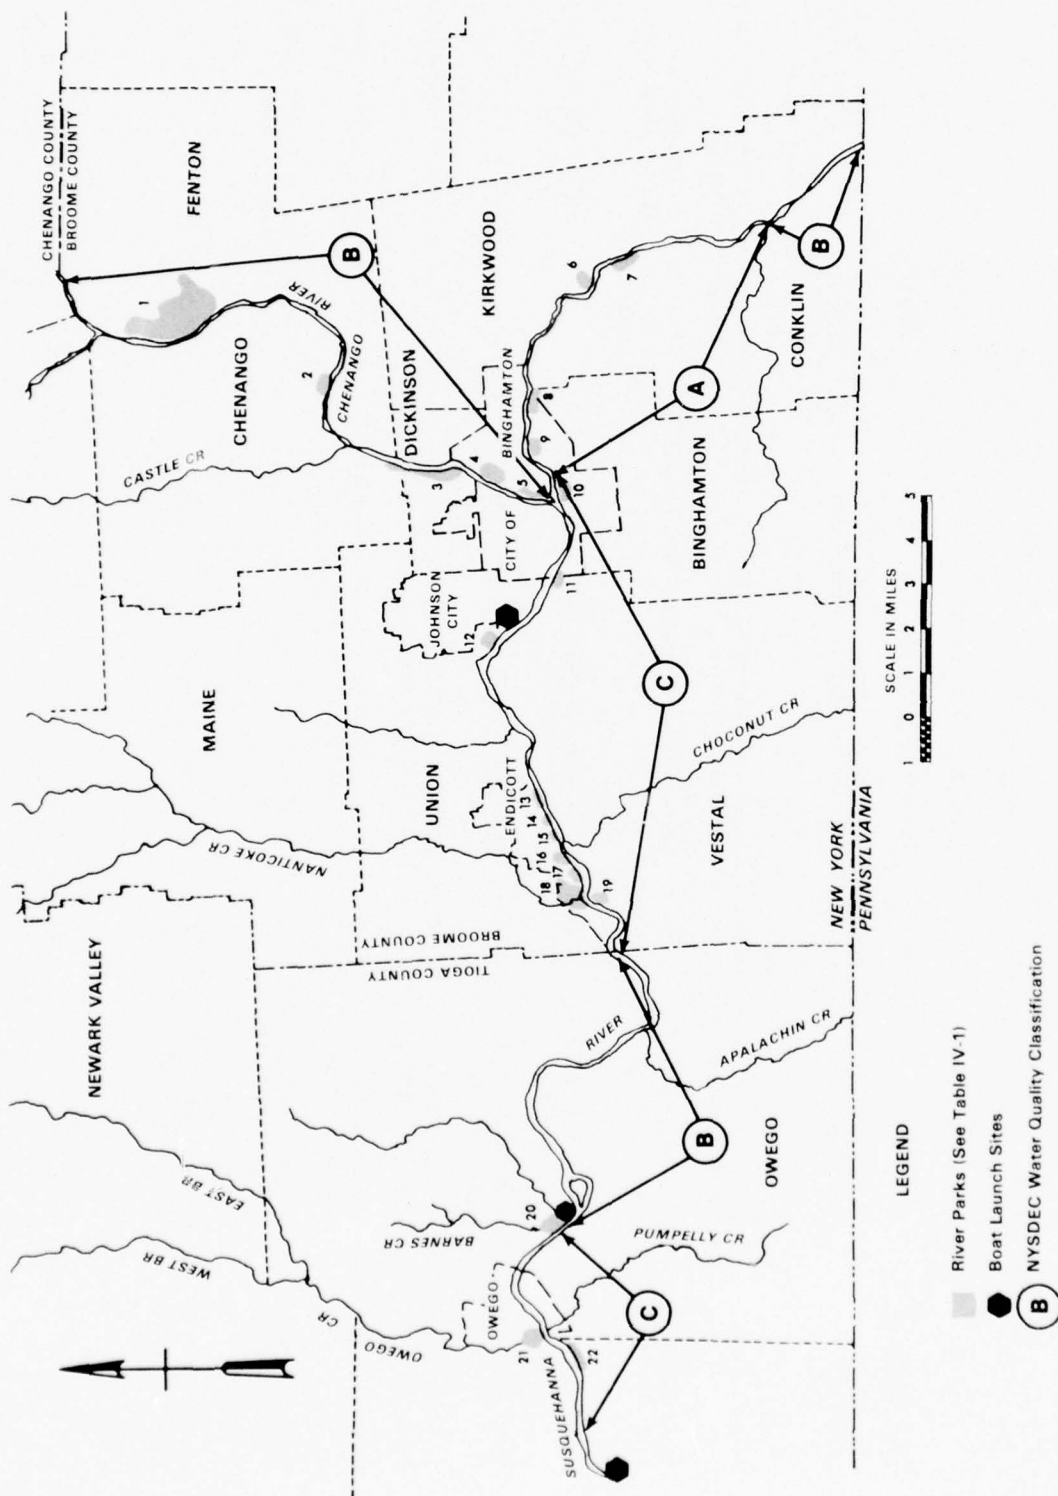 CHENANGO COUNTY
BROOME COUNTY
FENTON
B
1
RIVER
CHENANGO
CHENANGO
2
CASTLE CR
DICKINSON
KIRKWOOD
6
7
B
CONKLIN
A
BINGHAMTON
8
9
4
3
5
10
CITY OF
BINGHAMTON
11
JOHNSON
CITY
12
MAINE
UNION
ENDICOTT
13
14
15
16
17
18
19
C
CHOCONUT CR
VESTAL
NANTICOKE CR
BROOME COUNTY
TIOGA COUNTY
NEW YORK
PENNSYLVANIA
NEWARK VALLEY
RIVER
APALACHIN CR
B
OWEGO
EAST BR
WEST BR
BARNES CR
20
PUMPELLY CR
OWEGO
C
CR
OWEGO
21
22
SUSQUEHANNA
SCALE IN MILES
1 0 1 2 3 4 5
LEGEND
River Parks (See Table IV-1)
Boat Launch Sites
B NYSDEC Water Quality Classification